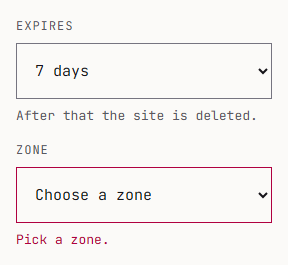 EXPIRES
7 days
After that the site is deleted.
ZONE
Choose a zone
Pick a zone.